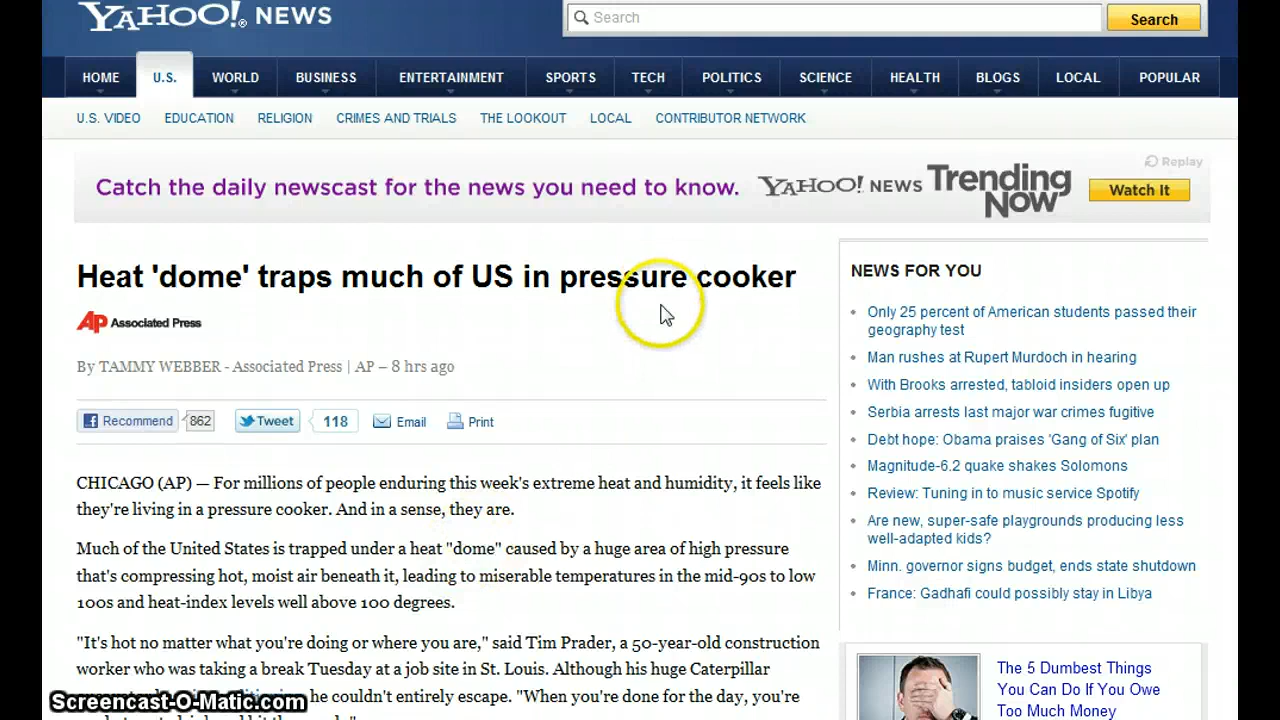 YAHOO! NEWS
Search
Search
HOME U.S. WORLD BUSINESS ENTERTAINMENT SPORTS TECH POLITICS SCIENCE HEALTH BLOGS LOCAL POPULAR
U.S. VIDEO EDUCATION RELIGION CRIMES AND TRIALS THE LOOKOUT LOCAL CONTRIBUTOR NETWORK
Replay
Catch the daily newscast for the news you need to know. YAHOO! NEWS Trending Now Watch It
Heat 'dome' traps much of US in pressure cooker
AP Associated Press
By TAMMY WEBBER - Associated Press | AP – 8 hrs ago
Recommend 862 Tweet 118 Email Print
CHICAGO (AP) — For millions of people enduring this week's extreme heat and humidity, it feels like
they're living in a pressure cooker. And in a sense, they are.
Much of the United States is trapped under a heat "dome" caused by a huge area of high pressure
that's compressing hot, moist air beneath it, leading to miserable temperatures in the mid-90s to low
100s and heat-index levels well above 100 degrees.
"It's hot no matter what you're doing or where you are," said Tim Prader, a 50-year-old construction
worker who was taking a break Tuesday at a job site in St. Louis. Although his huge Caterpillar
he couldn't entirely escape. "When you're done for the day, you're
NEWS FOR YOU
Only 25 percent of American students passed their
geography test
Man rushes at Rupert Murdoch in hearing
With Brooks arrested, tabloid insiders open up
Serbia arrests last major war crimes fugitive
Debt hope: Obama praises 'Gang of Six' plan
Magnitude-6.2 quake shakes Solomons
Review: Tuning in to music service Spotify
Are new, super-safe playgrounds producing less
well-adapted kids?
Minn. governor signs budget, ends state shutdown
France: Gadhafi could possibly stay in Libya
The 5 Dumbest Things
You Can Do If You Owe
Too Much Money
Screencast-O-Matic.com